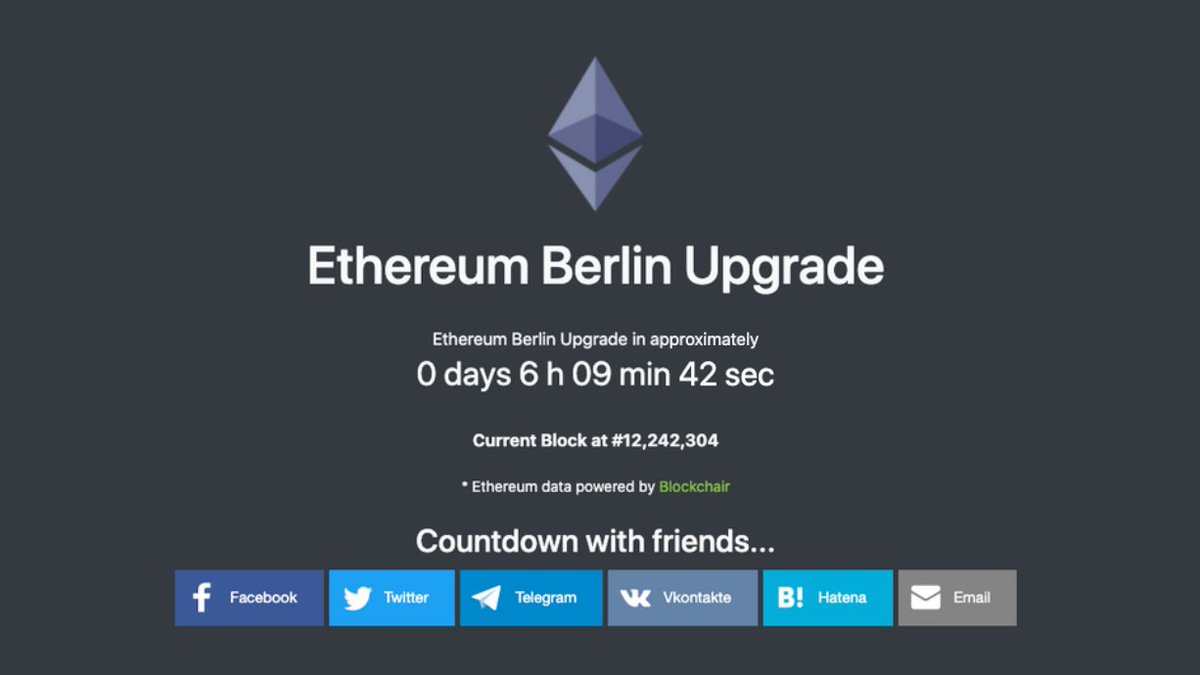 Ethereum Berlin Upgrade
Ethereum Berlin Upgrade in approximately
0 days 6 h 09 min 42 sec
Current Block at #12,242,304
* Ethereum data powered by Blockchair
Countdown with friends...
Facebook Twitter Telegram Vkontakte B! Hatena Email